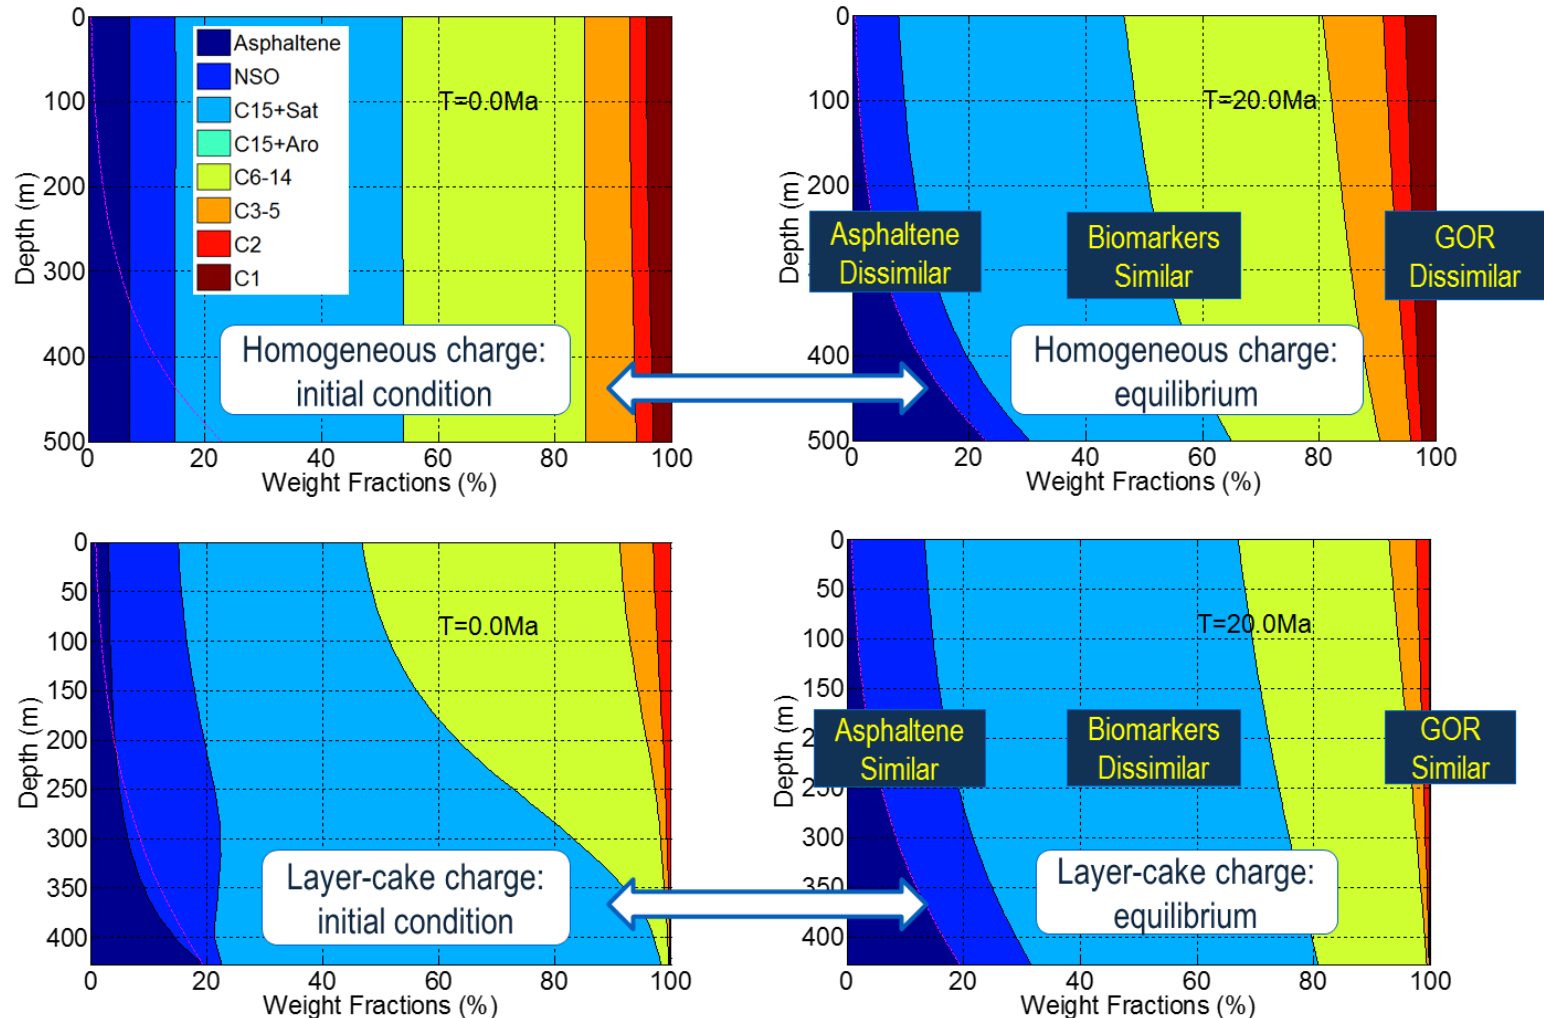 0
100
200
300
400
500
Depth (m)
Asphaltene
NSO
C15+Sat
C15+Aro
C6-14
C3-5
C2
C1
T=0.0Ma
Homogeneous charge:
initial condition
0 20 40 60 80 100
Weight Fractions (%)
0
100
200
400
500
Depth (m)
T=20.0Ma
Asphaltene
Dissimilar
Biomarkers
Similar
GOR
Dissimilar
Homogeneous charge:
equilibrium
0 20 40 60 80 100
Weight Fractions (%)
0
50
100
150
200
250
300
350
400
Depth (m)
T=0.0Ma
Layer-cake charge:
initial condition
0 20 40 60 80 100
Weight Fractions (%)
0
50
100
150
2
250
300
350
400
Depth (m)
T=20.0Ma
Asphaltene
Similar
Biomarkers
Dissimilar
GOR
Similar
Layer-cake charge:
equilibrium
0 20 40 60 80 100
Weight Fractions (%)